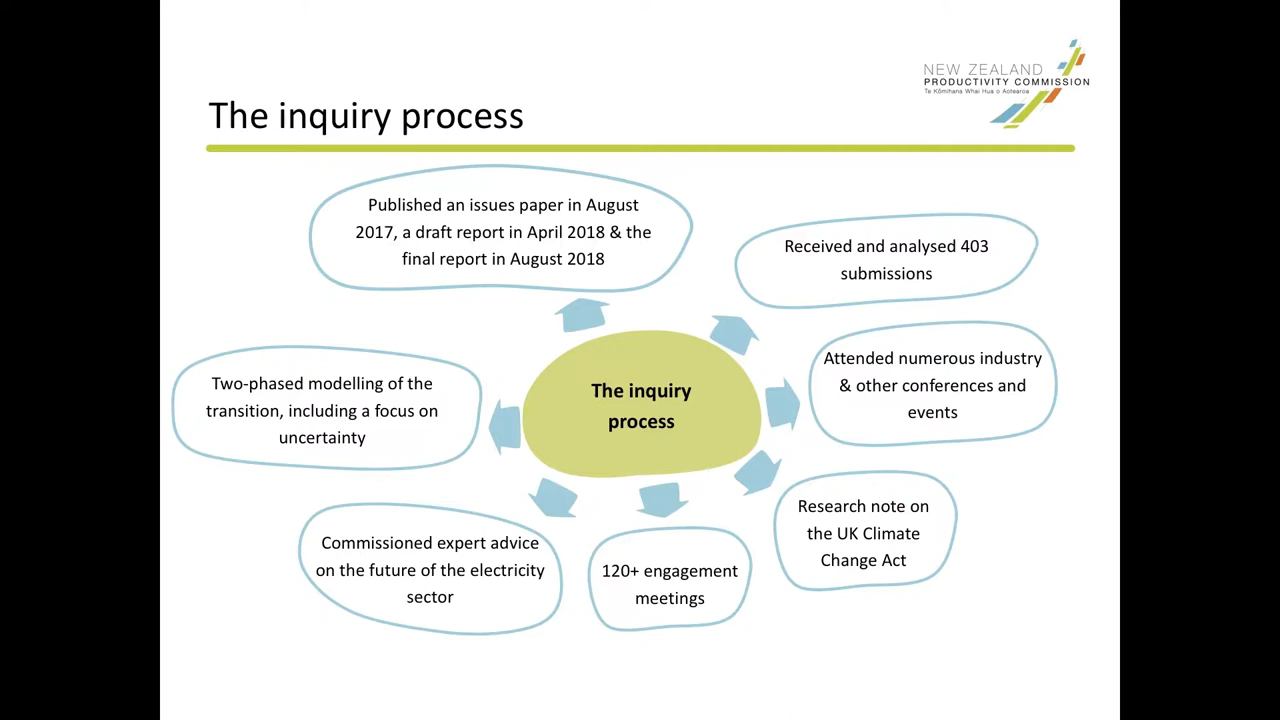 NEW ZEALAND
PRODUCTIVITY COMMISSION
Te Kōmihana Whai Hua o Aotearoa
The inquiry process
Published an issues paper in August
2017, a draft report in April 2018 & the
final report in August 2018
Received and analysed 403
submissions
Attended numerous industry
& other conferences and
events
Research note on
the UK Climate
Change Act
120+ engagement
meetings
Commissioned expert advice
on the future of the electricity
sector
Two-phased modelling of the
transition, including a focus on
uncertainty
The inquiry
process